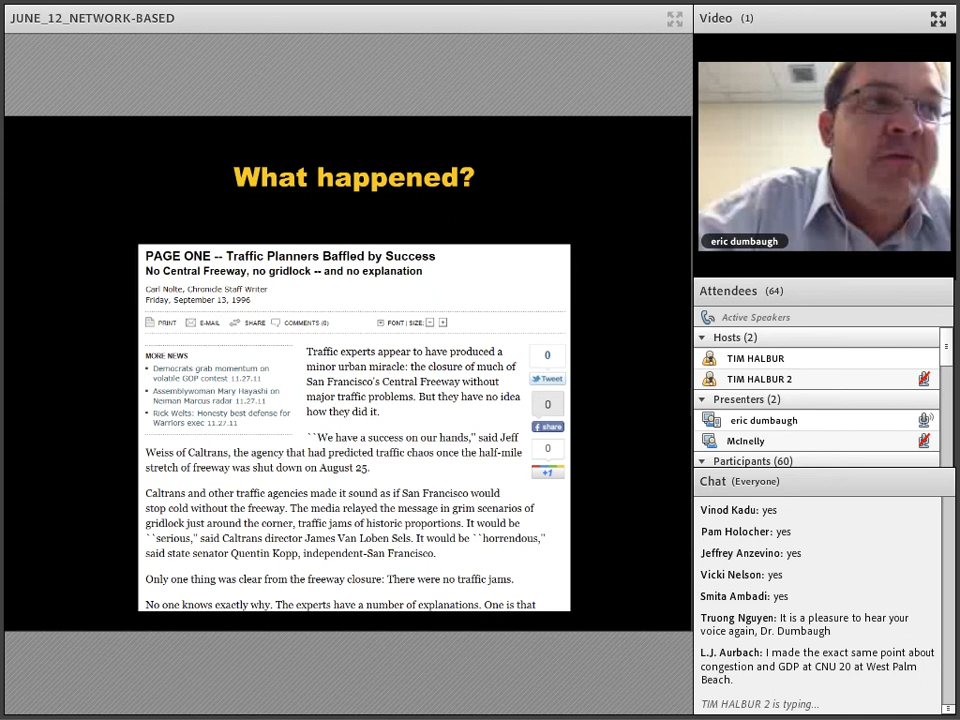 JUNE_12_NETWORK-BASED
What happened?
PAGE ONE -- Traffic Planners Baffled by Success
No Central Freeway, no gridlock -- and no explanation
Carl Nolte, Chronicle Staff Writer
Friday, September 13, 1996
PRINT E-MAIL SHARE COMMENTS (0) FONT | SIZE:
MORE NEWS
Democrats grab momentum on
volatile GOP contest 11.27.11
Assemblywoman Mary Hayashi on
Neiman Marcus radar 11.27.11
Rick Welts: Honesty best defense for
Warriors exec 11.27.11
Traffic experts appear to have produced a
minor urban miracle: the closure of much of
San Francisco's Central Freeway without
major traffic problems. But they have no idea
how they did it.
``We have a success on our hands,'' said Jeff
Weiss of Caltrans, the agency that had predicted traffic chaos once the half-mile
stretch of freeway was shut down on August 25.
Caltrans and other traffic agencies made it sound as if San Francisco would
stop cold without the freeway. The media relayed the message in grim scenarios of
gridlock just around the corner, traffic jams of historic proportions. It would be
``serious,'' said Caltrans director James Van Loben Sels. It would be ``horrendous,''
said state senator Quentin Kopp, independent-San Francisco.
Only one thing was clear from the freeway closure: There were no traffic jams.
No one knows exactly why. The experts have a number of explanations. One is that
0
Tweet
0
share
0
+1
Video (1)
eric dumbaugh
Attendees (64)
Active Speakers
Hosts (2)
TIM HALBUR
TIM HALBUR 2
Presenters (2)
eric dumbaugh
McInelly
Participants (60)
Chat (Everyone)
Vinod Kadu: yes
Pam Holocher: yes
Jeffrey Anzevino: yes
Vicki Nelson: yes
Smita Ambadi: yes
Truong Nguyen: It is a pleasure to hear your
voice again, Dr. Dumbaugh
L.J. Aurbach: I made the exact same point about
congestion and GDP at CNU 20 at West Palm
Beach.
TIM HALBUR 2 is typing...